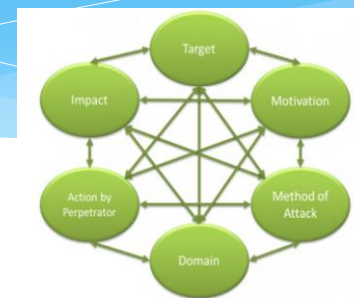 Target
Impact
Motivation
Action by
Perpetrator
Method of
Attack
Domain